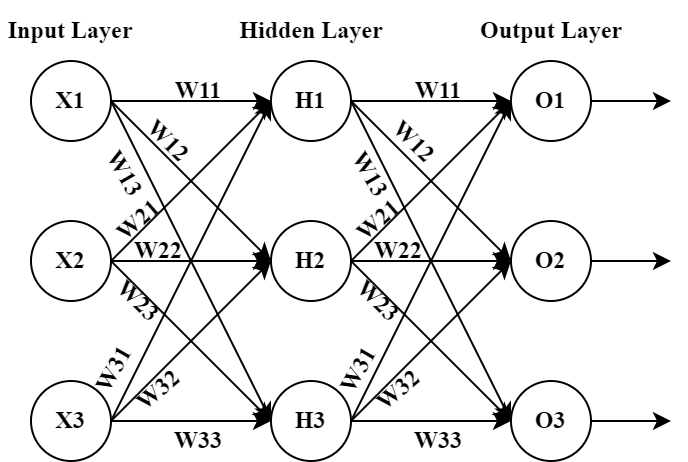 Input Layer
Hidden Layer
Output Layer
X1
W11
H1
W11
O1
W12
W13
W12
W13
W21
W21
X2
W22
H2
W22
O2
W23
W23
W31
W32
W31
W32
X3
W33
H3
W33
O3